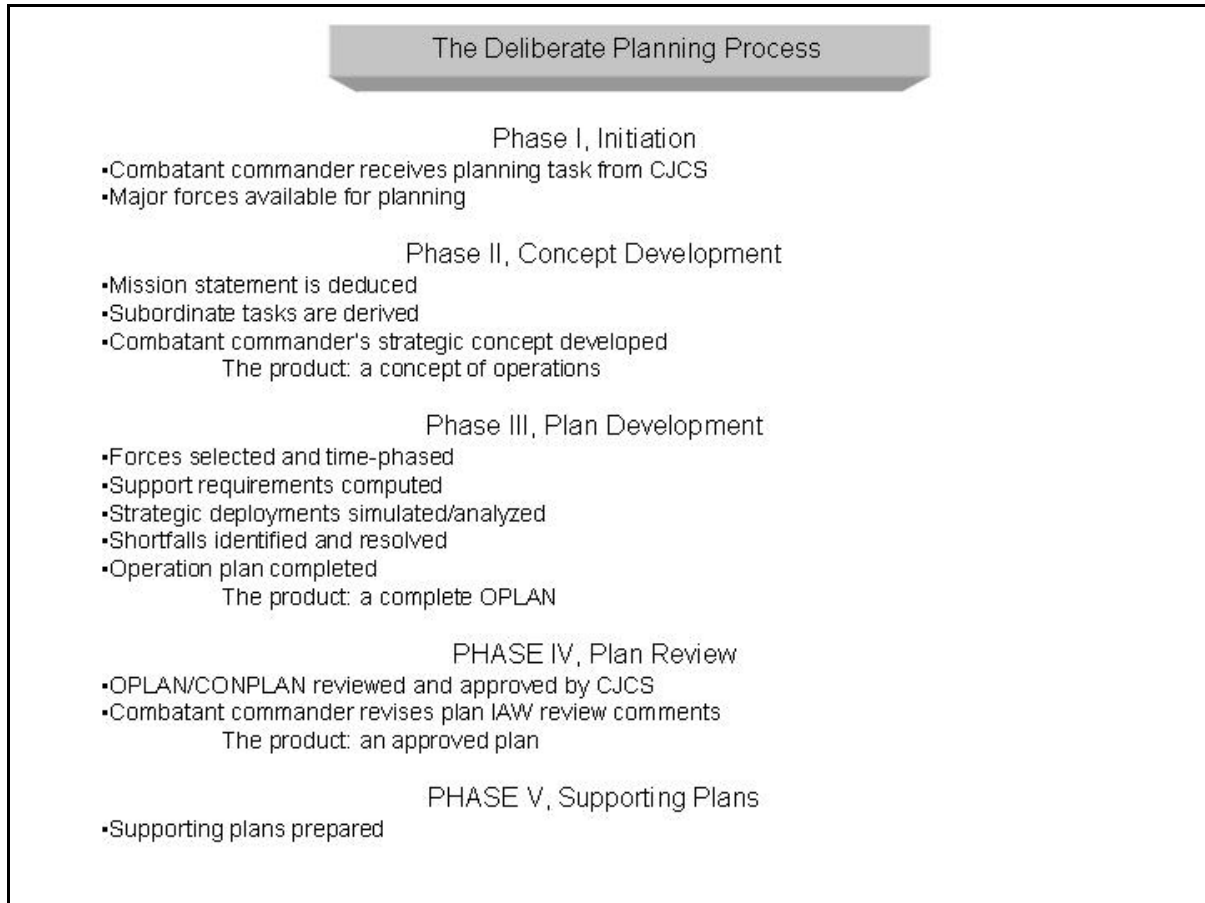 The Deliberate Planning Process
Phase I, Initiation
▪Combatant commander receives planning task from CJCS
▪Major forces available for planning
Phase II, Concept Development
▪Mission statement is deduced
▪Subordinate tasks are derived
▪Combatant commander's strategic concept developed
The product: a concept of operations
Phase III, Plan Development
▪Forces selected and time-phased
▪Support requirements computed
▪Strategic deployments simulated/analyzed
▪Shortfalls identified and resolved
▪Operation plan completed
The product: a complete OPLAN
PHASE IV, Plan Review
▪OPLAN/CONPLAN reviewed and approved by CJCS
▪Combatant commander revises plan IAW review comments
The product: an approved plan
PHASE V, Supporting Plans
▪Supporting plans prepared